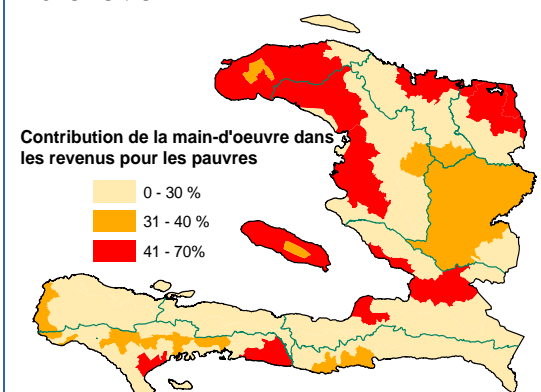 Contribution de la main-d'oeuvre dans
les revenus pour les pauvres
0 - 30 %
31 - 40 %
41 - 70%